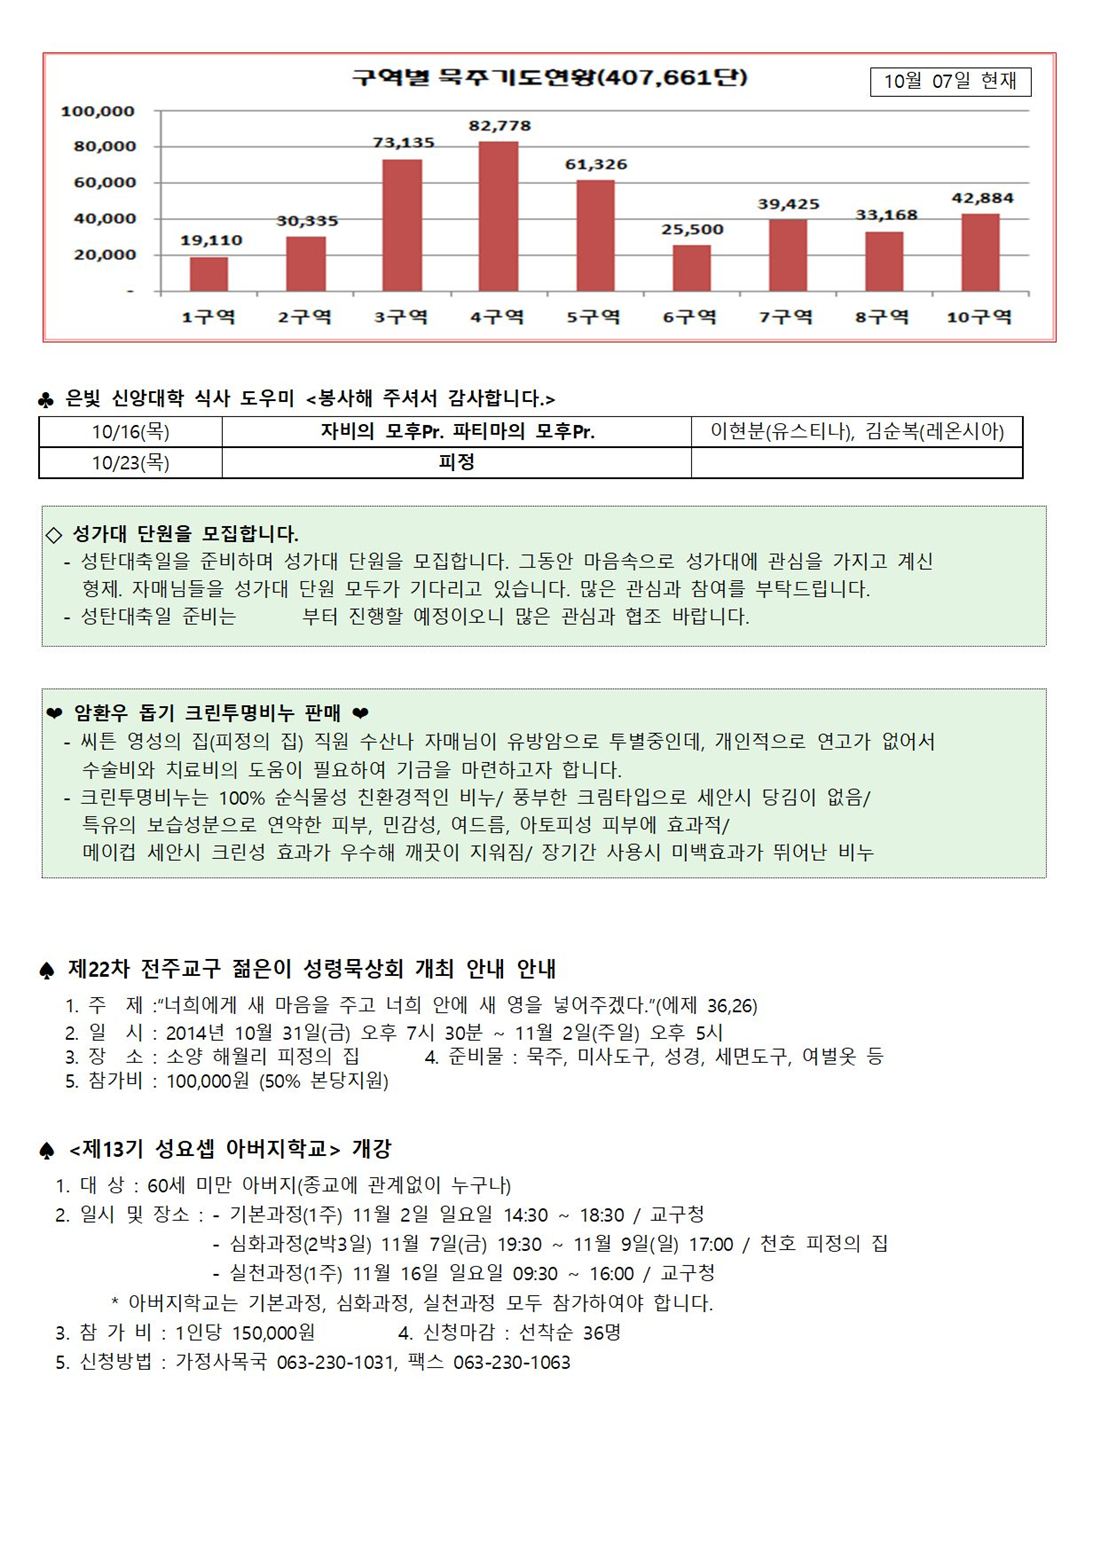 구역별 묵주기도현황(407,661단)
10월 07일 현재
100,000
80,000
60,000
40,000
20,000
-
19,110
30,335
73,135
82,778
61,326
25,500
39,425
33,168
42,884
1구역 2구역 3구역 4구역 5구역 6구역 7구역 8구역 10구역
♣ 은빛 신앙대학 식사 도우미 <봉사해 주셔서 감사합니다.>
10/16(목) 자비의 모후Pr. 파티마의 모후Pr. 이현분(유스티나), 김순복(레온시아)
10/23(목) 피정
◇ 성가대 단원을 모집합니다.
- 성탄대축일을 준비하며 성가대 단원을 모집합니다. 그동안 마음속으로 성가대에 관심을 가지고 계신
형제. 자매님들을 성가대 단원 모두가 기다리고 있습니다. 많은 관심과 참여를 부탁드립니다.
- 성탄대축일 준비는 부터 진행할 예정이오니 많은 관심과 협조 바랍니다.
❤ 암환우 돕기 크린투명비누 판매 ❤
- 씨튼 영성의 집(피정의 집) 직원 수산나 자매님이 유방암으로 투별중인데, 개인적으로 연고가 없어서
수술비와 치료비의 도움이 필요하여 기금을 마련하고자 합니다.
- 크린투명비누는 100% 순식물성 친환경적인 비누/ 풍부한 크림타입으로 세안시 당김이 없음/
특유의 보습성분으로 연약한 피부, 민감성, 여드름, 아토피성 피부에 효과적/
메이컵 세안시 크린성 효과가 우수해 깨끗이 지워짐/ 장기간 사용시 미백효과가 뛰어난 비누
♠ 제22차 전주교구 젊은이 성령묵상회 개최 안내 안내
1. 주 제 :"너희에게 새 마음을 주고 너희 안에 새 영을 넣어주겠다."(에제 36,26)
2. 일 시 : 2014년 10월 31일(금) 오후 7시 30분 ~ 11월 2일(주일) 오후 5시
3. 장 소 : 소양 해월리 피정의 집 4. 준비물 : 묵주, 미사도구, 성경, 세면도구, 여벌옷 등
5. 참가비 : 100,000원 (50% 본당지원)
♠ <제13기 성요셉 아버지학교> 개강
1. 대 상 : 60세 미만 아버지(종교에 관계없이 누구나)
2. 일시 및 장소 : - 기본과정(1주) 11월 2일 일요일 14:30 ~ 18:30 / 교구청
- 심화과정(2박3일) 11월 7일(금) 19:30 ~ 11월 9일(일) 17:00 / 천호 피정의 집
- 실천과정(1주) 11월 16일 일요일 09:30 ~ 16:00 / 교구청
* 아버지학교는 기본과정, 심화과정, 실천과정 모두 참가하여야 합니다.
3. 참 가 비 : 1인당 150,000원 4. 신청마감 : 선착순 36명
5. 신청방법 : 가정사목국 063-230-1031, 팩스 063-230-1063